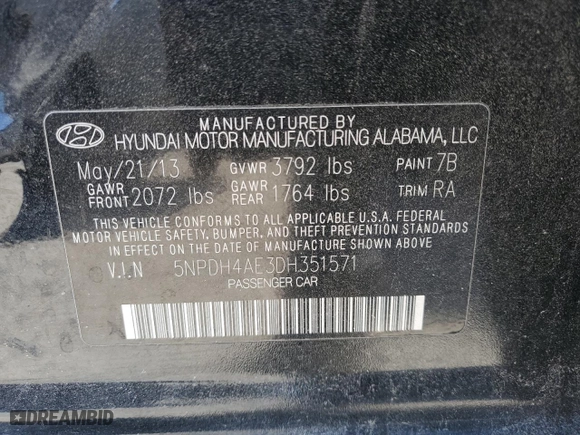 MANUFACTURED BY
HYUNDAI MOTOR MANUFACTURING ALABAMA, LLC
May/21/13 GVWR 3792 lbs PAINT 7B
GAWR FRONT 2072 lbs GAWR REAR 1764 lbs TRIM RA
THIS VEHICLE CONFORMS TO ALL APPLICABLE U.S.A. FEDERAL
MOTOR VEHICLE SAFETY, BUMPER, AND THEFT PREVENTION STANDARDS
IN EFFECT ON THE DATE OF MANUFACTURE SHOWN ABOVE.
V.I.N 5NPDH4AE3DH351571
PASSENGER CAR
DREAMBID